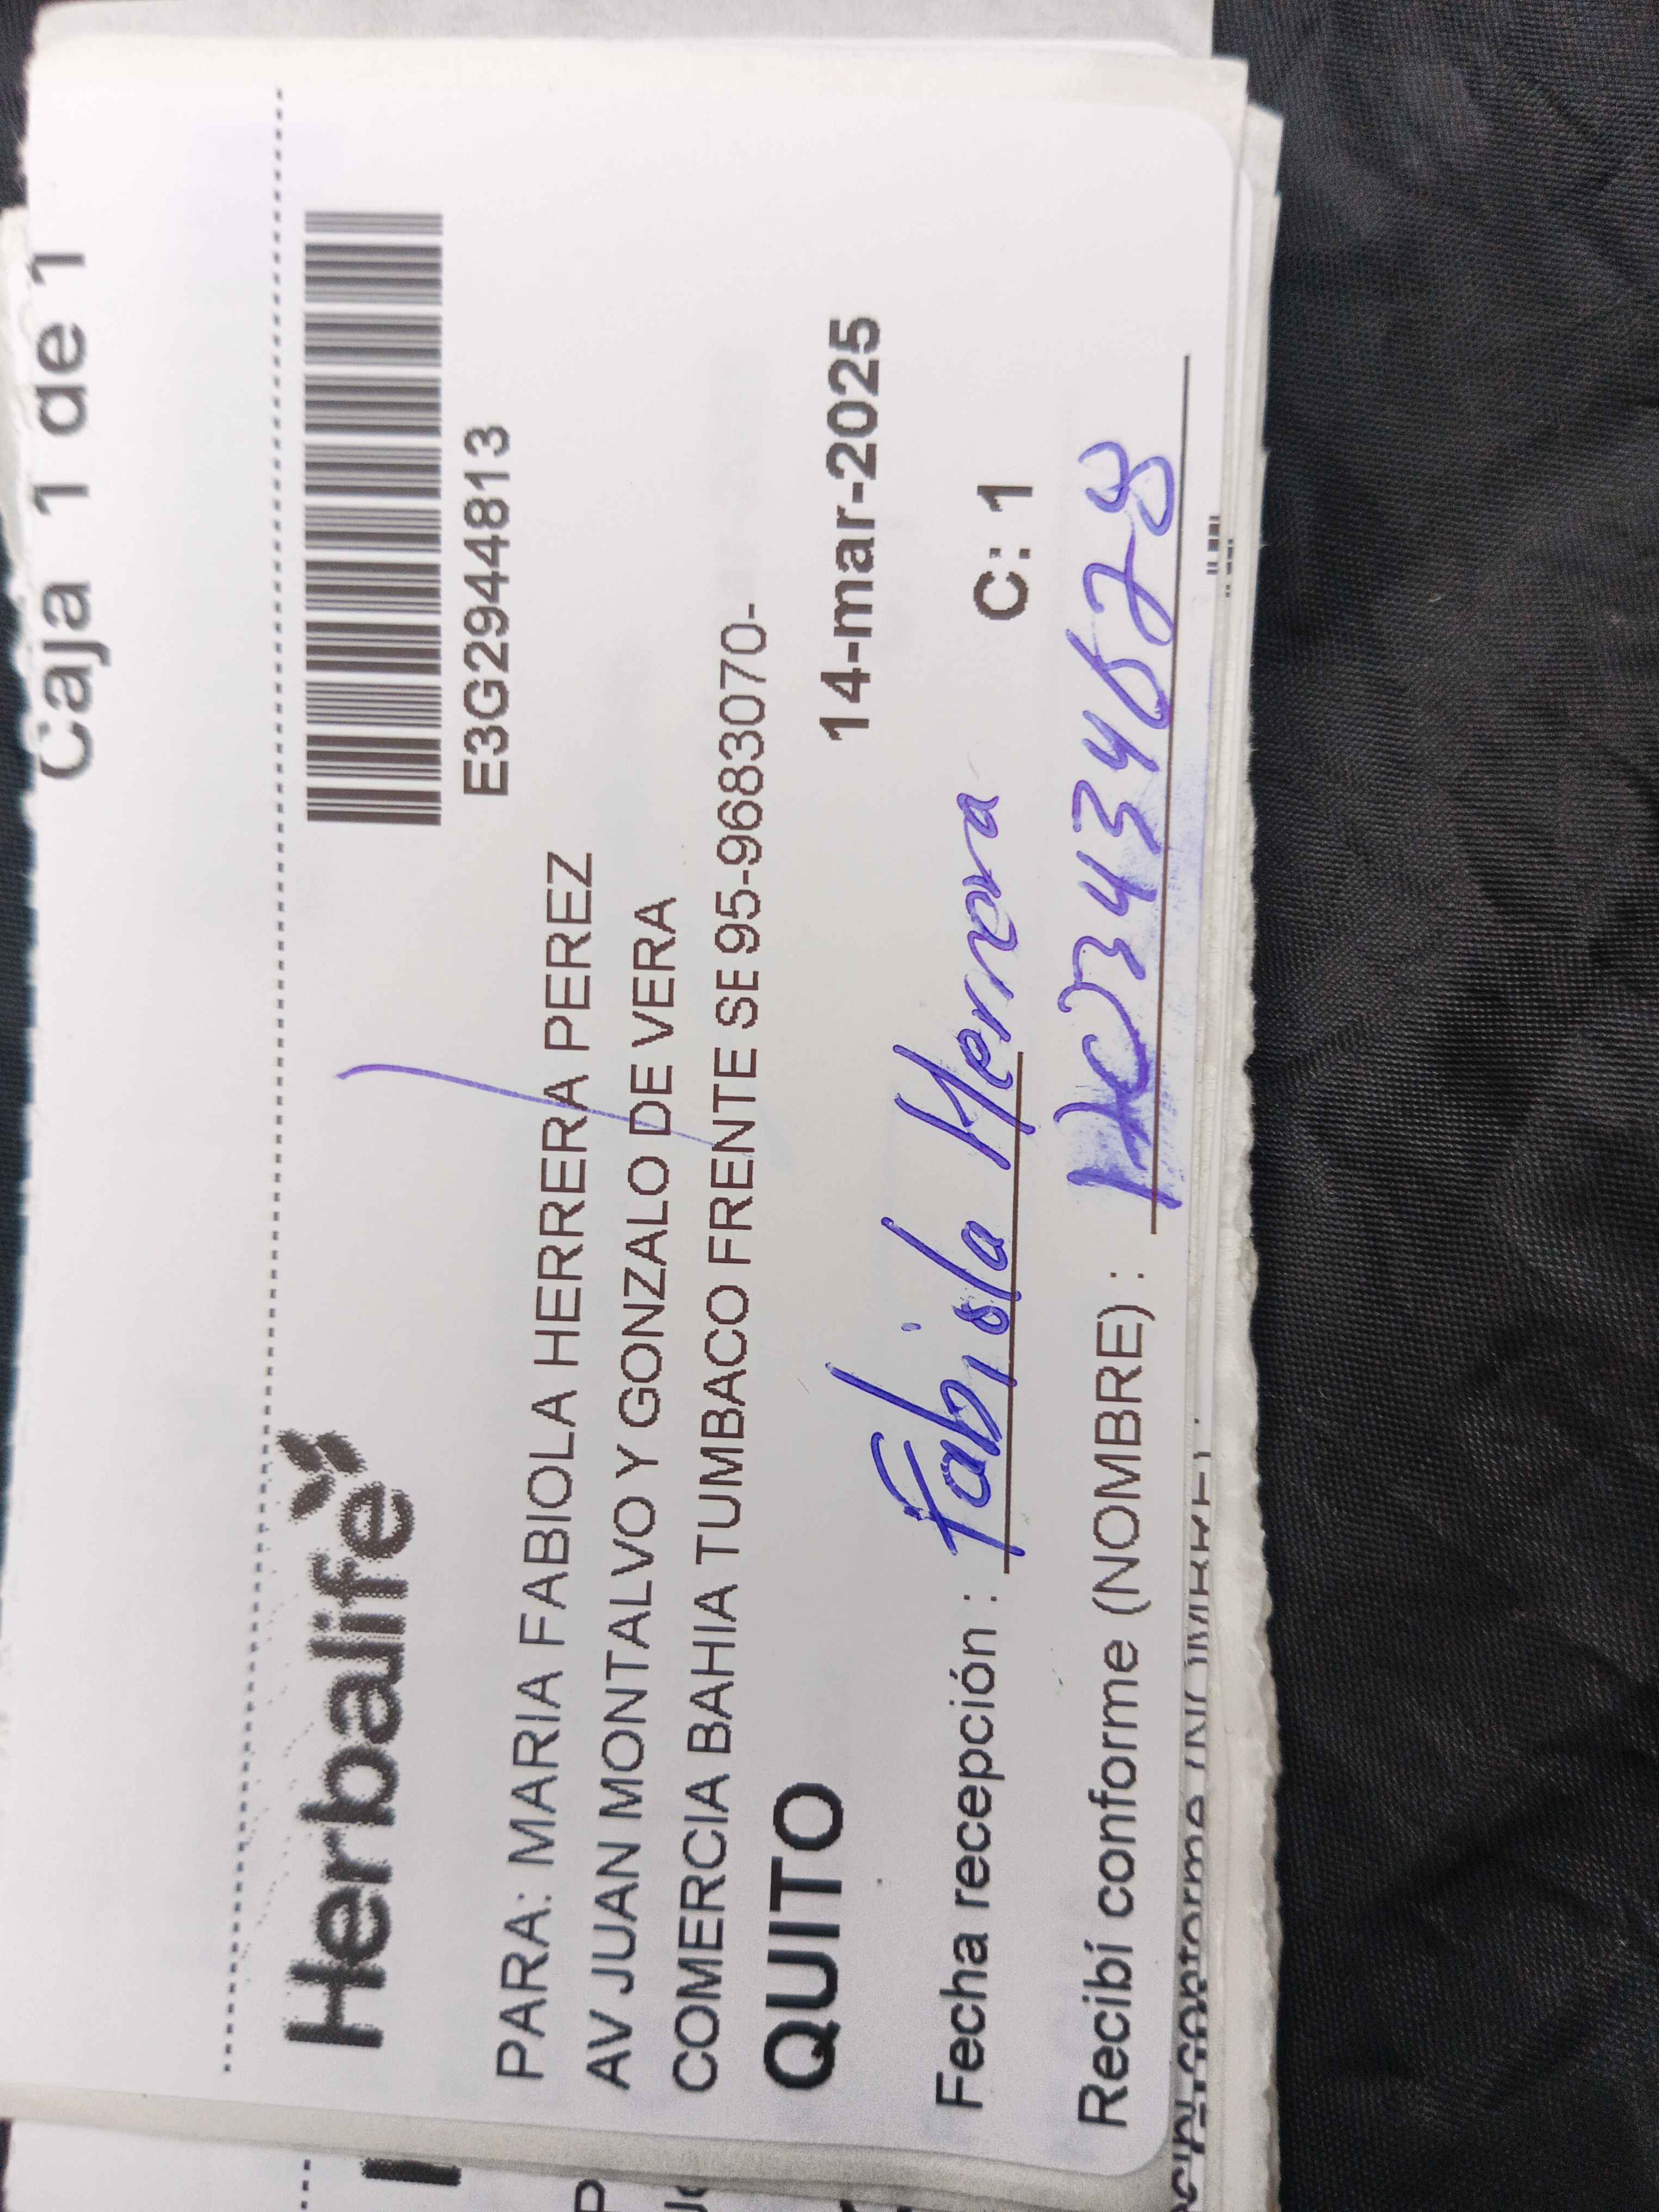 Caja 1 de 1
Herbalife
E3G2944813
PARA: MARIA FABIOLA HERRERA PEREZ
AV JUAN MONTALVO Y GONZALO DE VERA
COMERCIA BAHIA TUMBACO FRENTE SE 95-9683070-
QUITO 14-mar-2025
Fecha recepción : Fabiola Herrera C: 1
Recibí conforme (NOMBRE) :